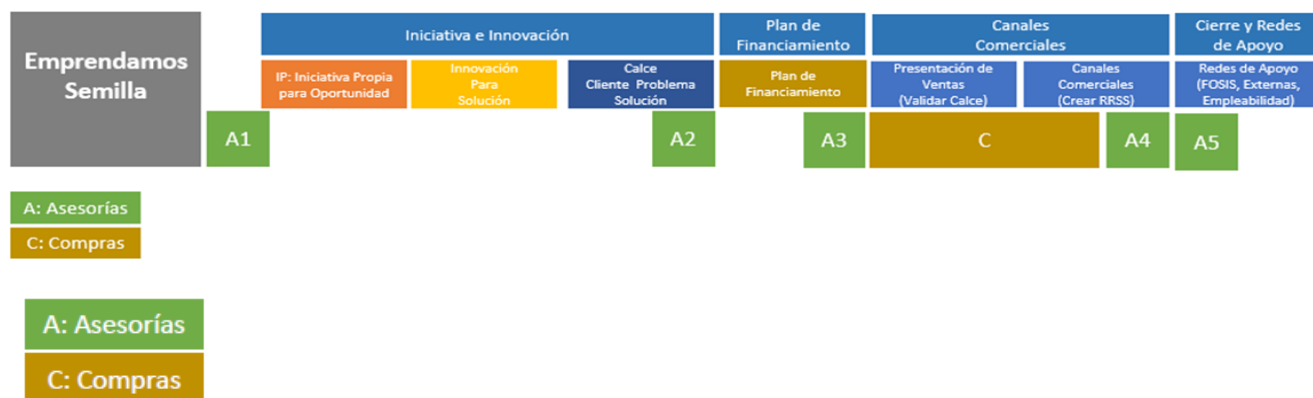 Emprendamos
Semilla
Iniciativa e Innovación
Plan de
Financiamiento
Canales
Comerciales
Cierre y Redes
de Apoyo
IP: Iniciativa Propia
para Oportunidad
Innovación
Para
Solución
Calce
Cliente Problema
Solución
Plan de
Financiamiento
Presentación de
Ventas
(Validar Calce)
Canales
Comerciales
(Crear RRSS)
Redes de Apoyo
(FOSIS, Externas,
Empleabilidad)
A1
A2
A3
C
A4
A5
A: Asesorías
C: Compras
A: Asesorías
C: Compras